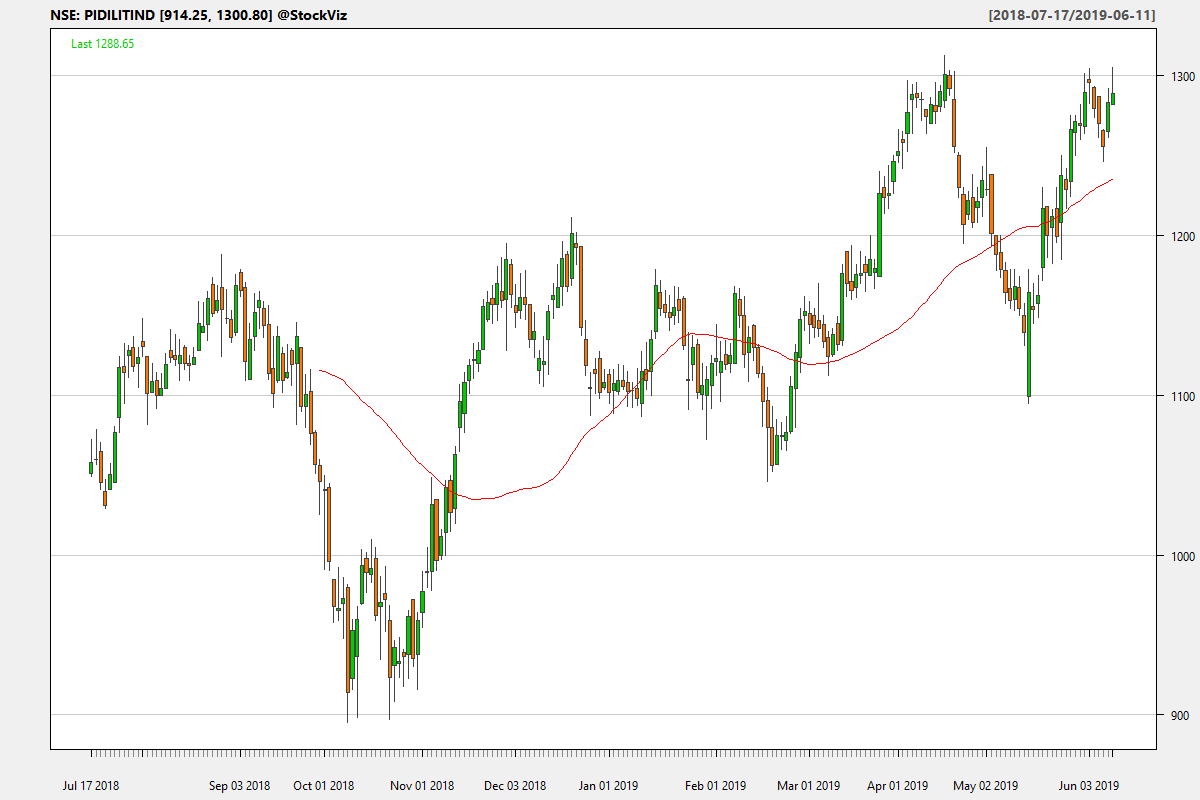 NSE: PIDILITIND [914.25, 1300.80] @StockViz [2018-07-17/2019-06-11]
Last 1288.65
1300
1200
1100
1000
900
Jul 17 2018 Sep 03 2018 Oct 01 2018 Nov 01 2018 Dec 03 2018 Jan 01 2019 Feb 01 2019 Mar 01 2019 Apr 01 2019 May 02 2019 Jun 03 2019